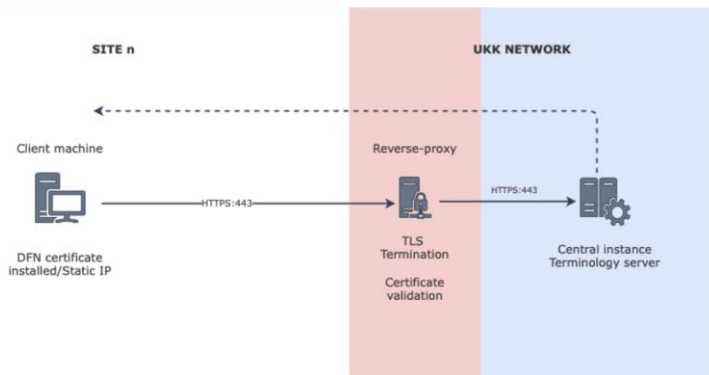 SITE n
UKK NETWORK
Client machine
Reverse-proxy
HTTPS:443
HTTPS:443
DFN certificate
installed/Static IP
TLS
Termination
Certificate
validation
Central instance
Terminology server